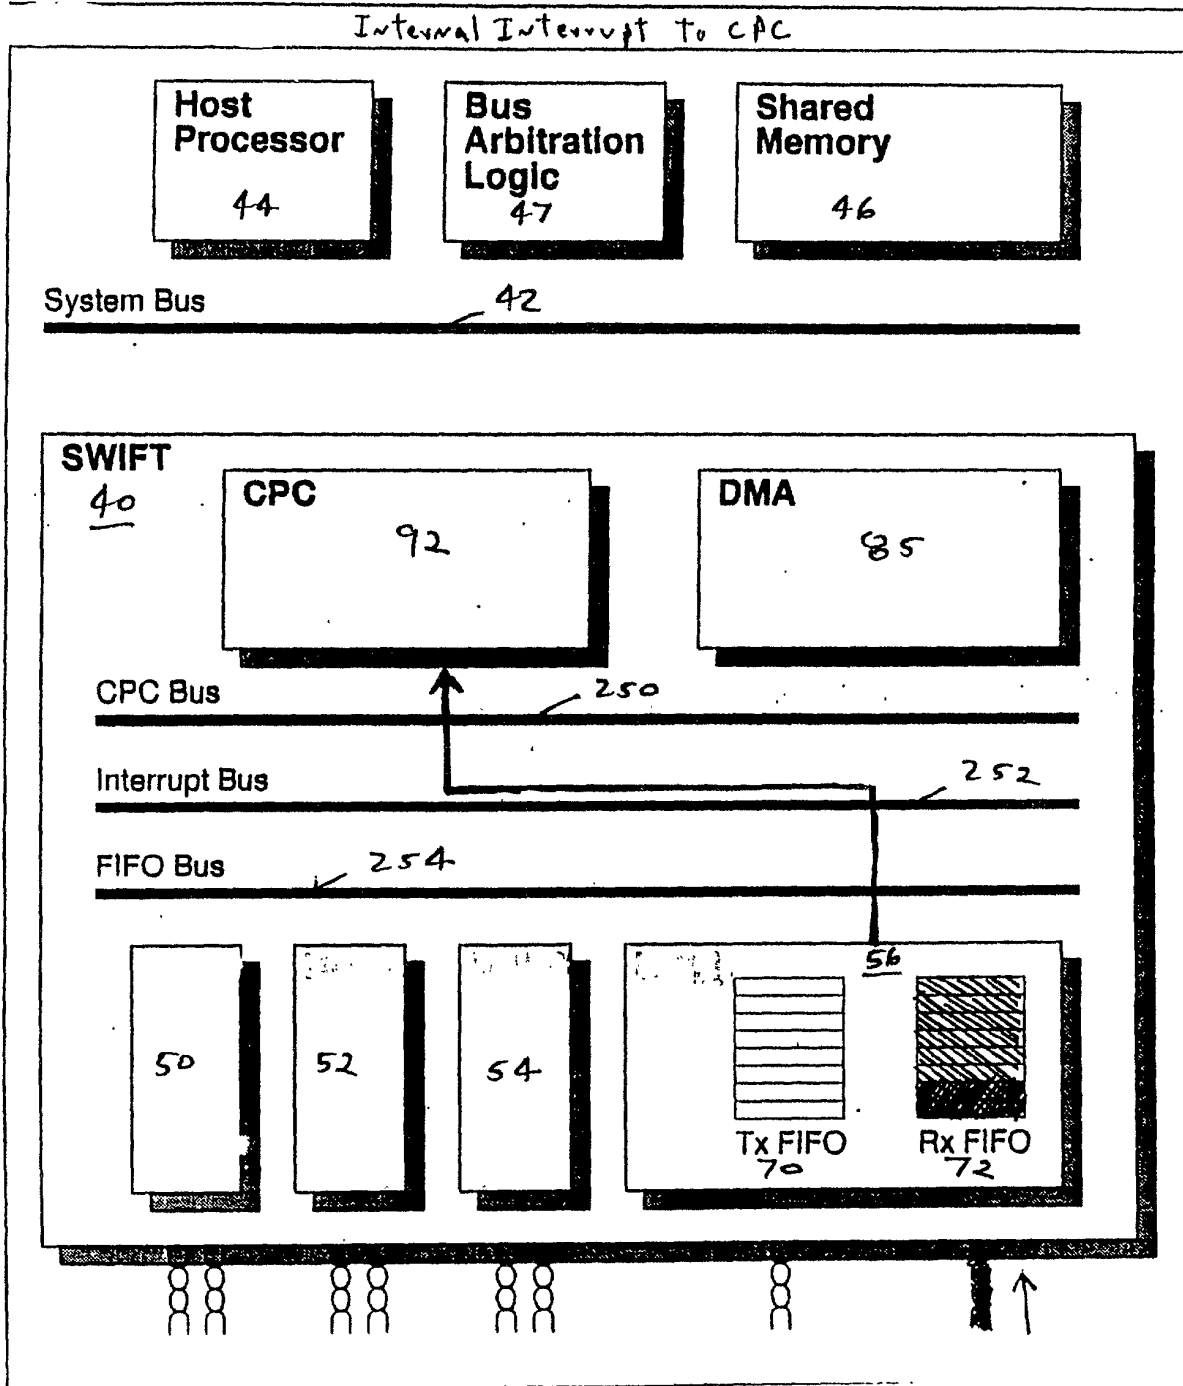 Internal Interrupt To CPC
Host
Processor
44
Bus
Arbitration
Logic
47
Shared
Memory
46
System Bus
42
SWIFT
40
CPC
92
DMA
85
CPC Bus
250
Interrupt Bus
252
FIFO Bus
254
50
52
54
56
Tx FIFO
70
Rx FIFO
72